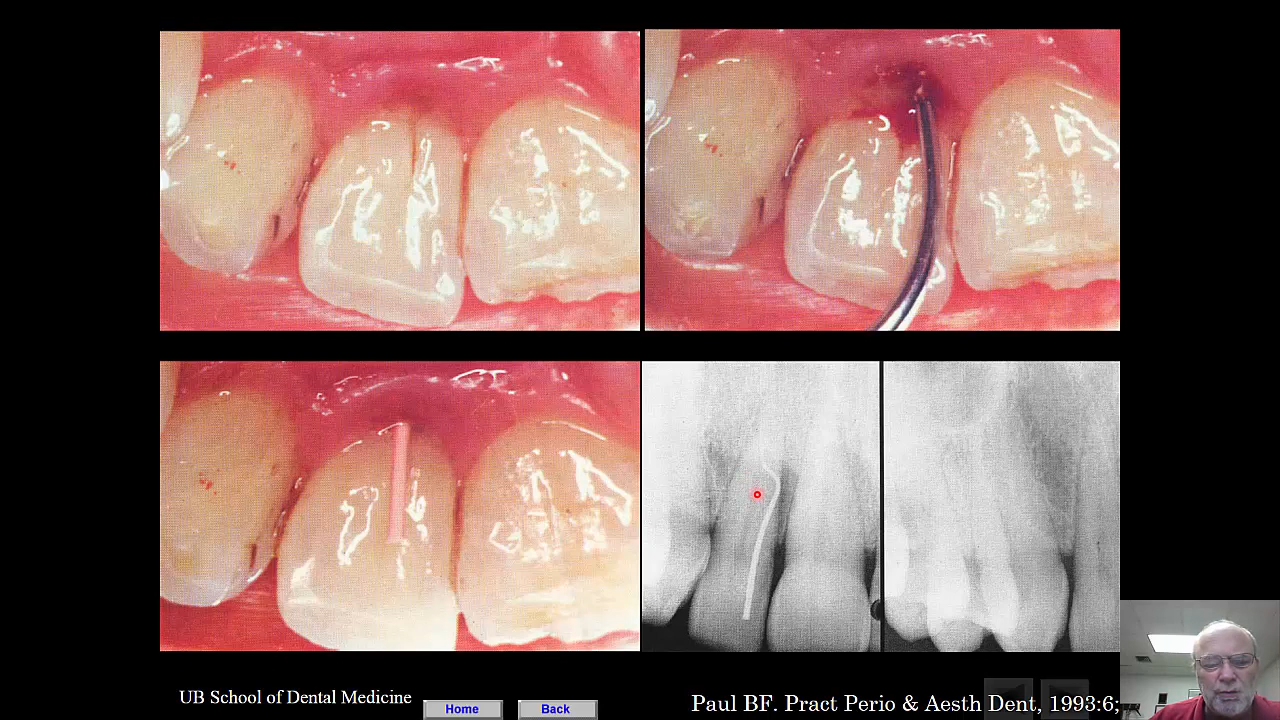 UB School of Dental Medicine
Home
Back
Paul BF. Pract Perio & Aesth Dent, 1993:6;